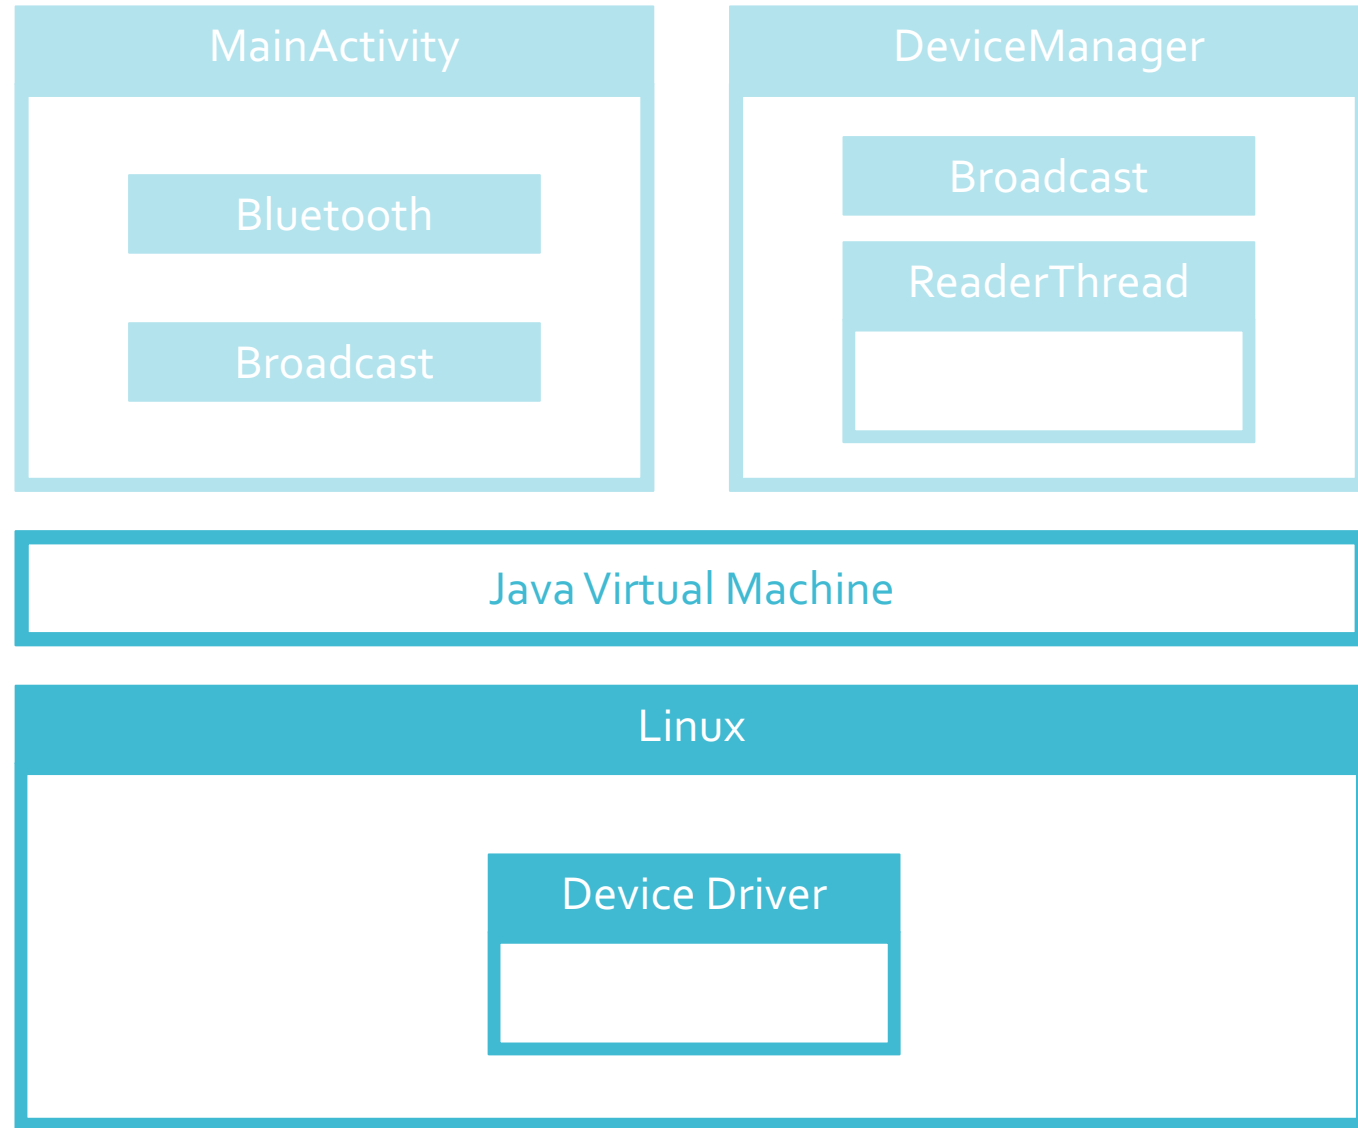 MainActivity
Bluetooth
Broadcast
DeviceManager
Broadcast
ReaderThread
Java Virtual Machine
Linux
Device Driver